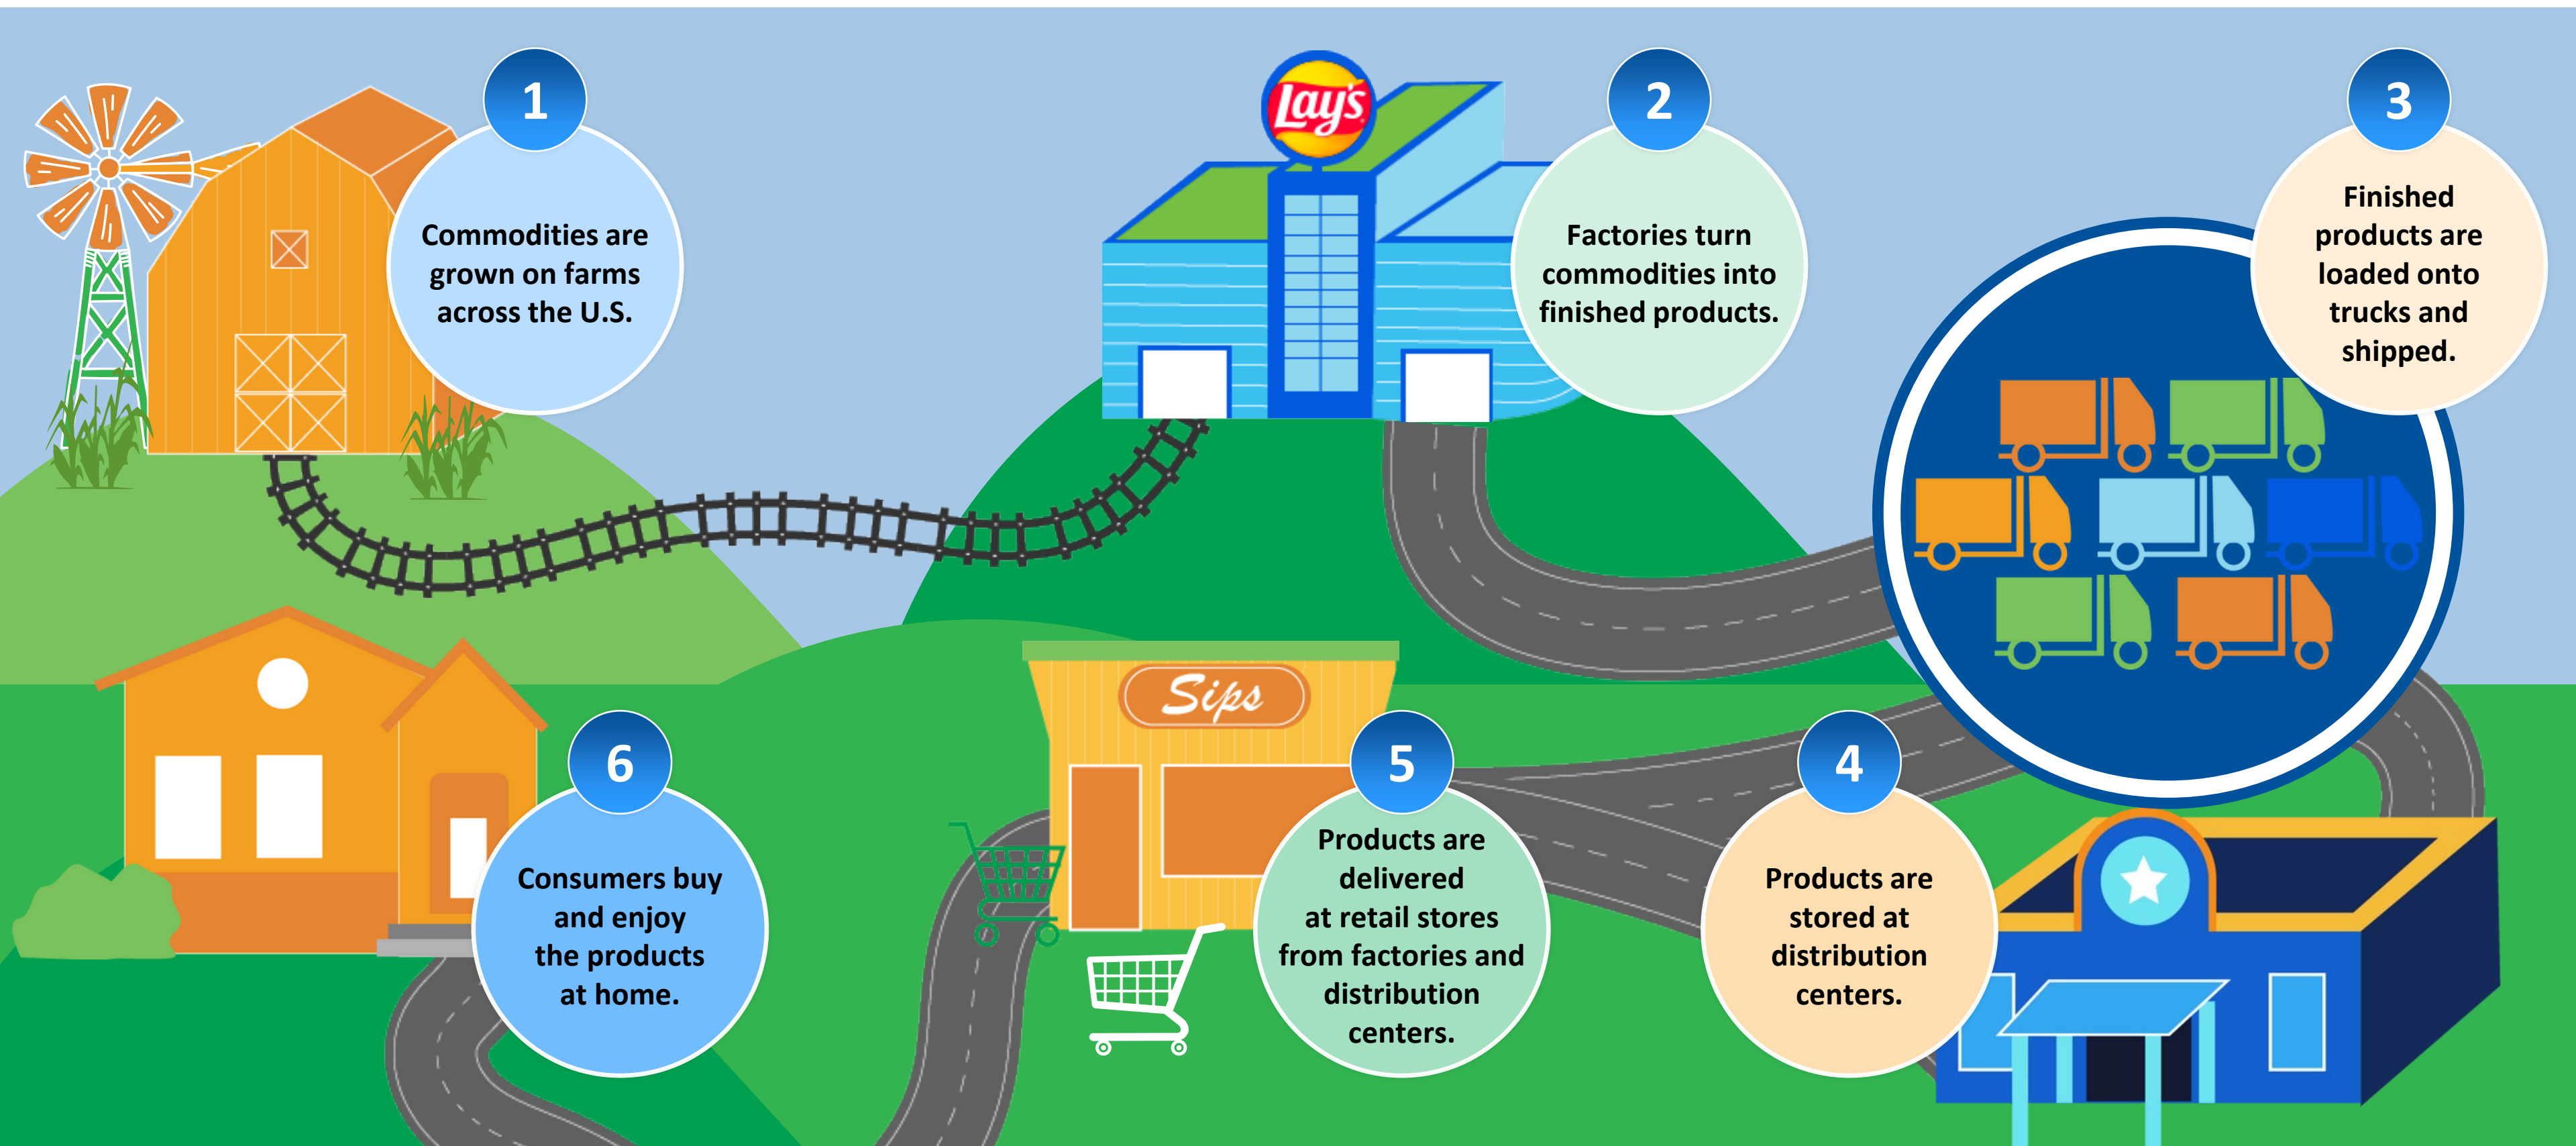 1
Commodities are
grown on farms
across the U.S.
Lay's
2
Factories turn
commodities into
finished products.
3
Finished
products are
loaded onto
trucks and
shipped.
4
Products are
stored at
distribution
centers.
Sips
5
Products are
delivered
at retail stores
from factories and
distribution
centers.
6
Consumers buy
and enjoy
the products
at home.